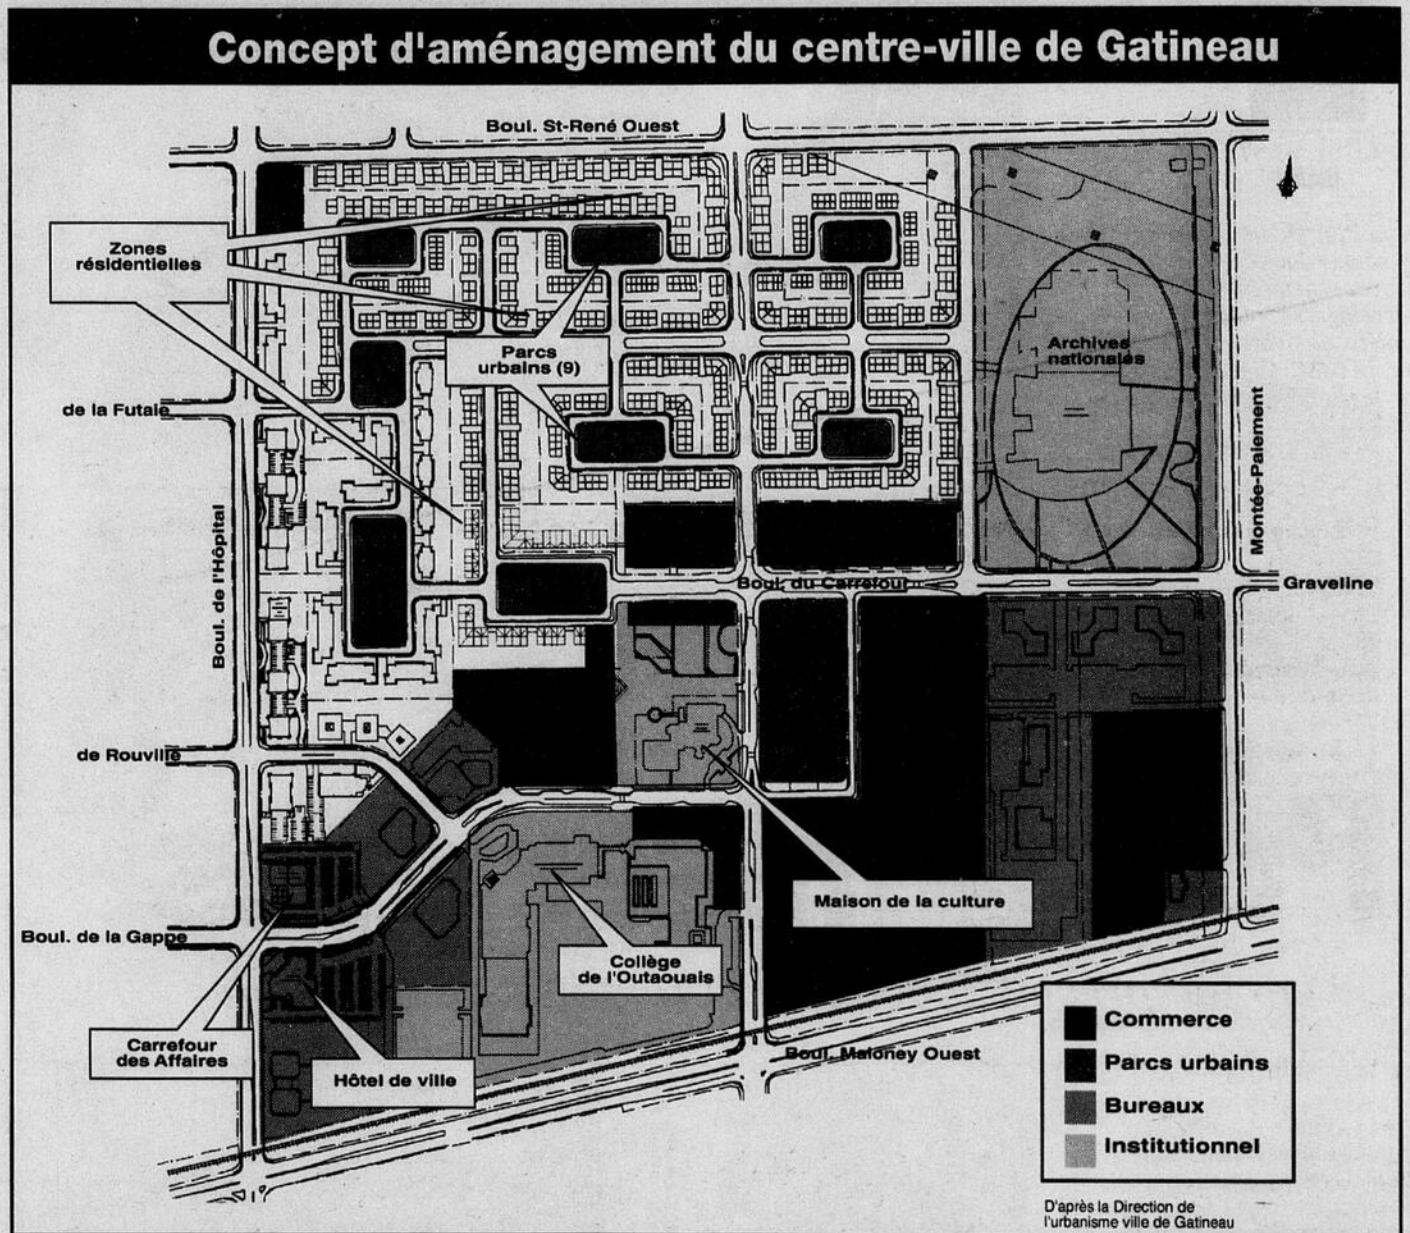 Concept d'aménagement du centre-ville de Gatineau
Boul. St-René Ouest
Zones
résidentielles
Parcs
urbains (9)
Archives
nationales
de la Futaie
Montée-Paiement
Boul. de l'Hôpital
Boul. du Carrefour
Graveline
de Rouville
Maison de la culture
Boul. de la Gappe
Collège
de l'Outaouais
Carrefour
des Affaires
Hôtel de ville
Boul. Maloney Ouest
Commerce
Parcs urbains
Bureaux
Institutionnel
D'après la Direction de
l'urbanisme ville de Gatineau